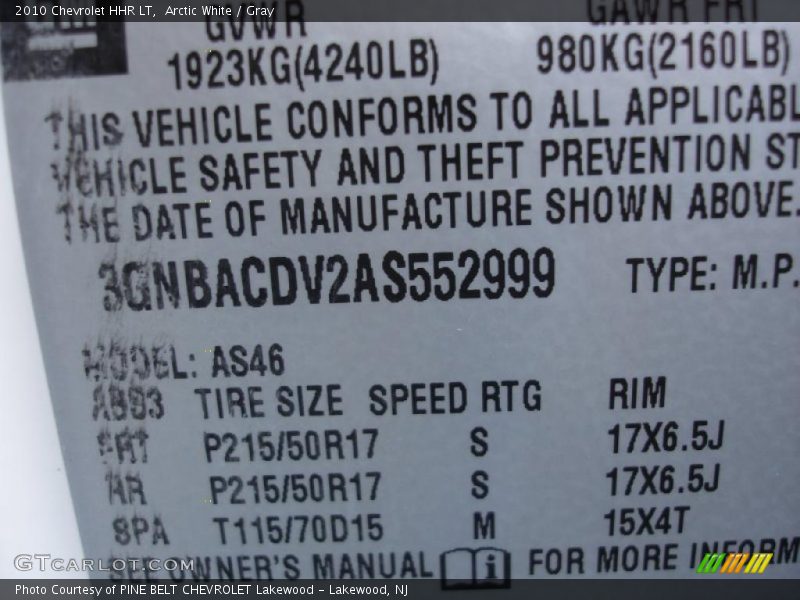 2010 Chevrolet HHR LT, Arctic White / Gray
GVWR GAWR FRT
1923KG(4240LB) 980KG(2160LB)
THIS VEHICLE CONFORMS TO ALL APPLICABL
VEHICLE SAFETY AND THEFT PREVENTION ST
THE DATE OF MANUFACTURE SHOWN ABOVE.
3GNBACDV2AS552999 TYPE: M.P.
MODEL: AS46
TIRE SIZE SPEED RTG RIM
FRT P215/50R17 S 17X6.5J
RR P215/50R17 S 17X6.5J
SPA T115/70D15 M 15X4T
SEE OWNER'S MANUAL i FOR MORE INFORM
GTcarlot.com
Photo Courtesy of PINE BELT CHEVROLET Lakewood - Lakewood, NJ